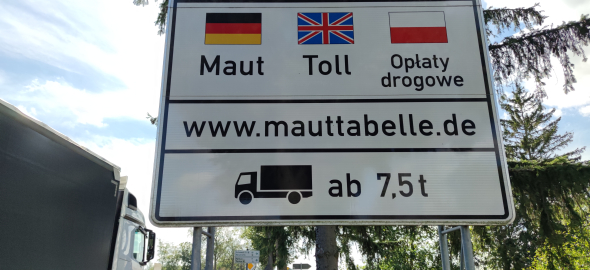 Maut Toll Opłaty
drogowe
www.mauttabelle.de
ab 7,5 t